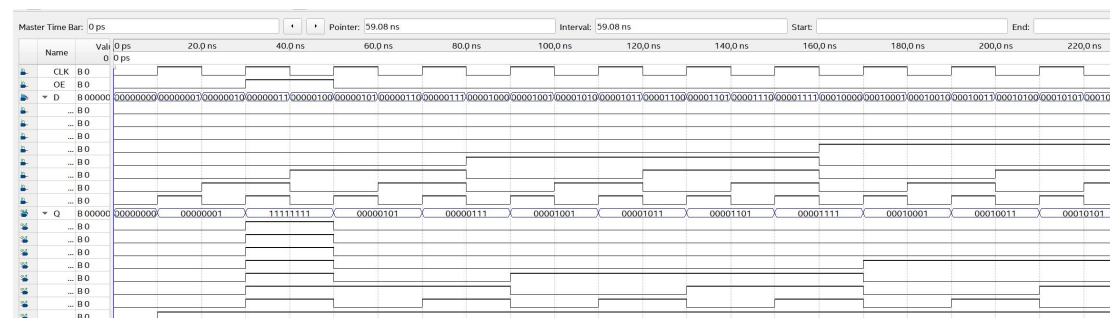 Master Time Bar: 0 ps Pointer: 59.08 ns Interval: 59.08 ns Start: End:
Name Valu 0 ps 20.0 ns 40.0 ns 60.0 ns 80.0 ns 100.0 ns 120.0 ns 140.0 ns 160.0 ns 180.0 ns 200.0 ns 220.0 ns
0 0 ps
CLK B 0
OE B 0
D B 00000 00000000 00000001 00000010 00000011 00000100 00000101 00000110 00000111 00001000 00001001 00001010 00001011 00001100 00001101 00001110 00001111 00010000 00010001 00010010 00010011 00010100 00010101 00010
... B 0
... B 0
... B 0
... B 0
... B 0
... B 0
... B 0
... B 0
Q B 00000 00000000 00000001 11111111 00000101 00000111 00001001 00001011 00001101 00001111 00010001 00010011 00010101
... B 0
... B 0
... B 0
... B 0
... B 0
... B 0
... B 0
B 0